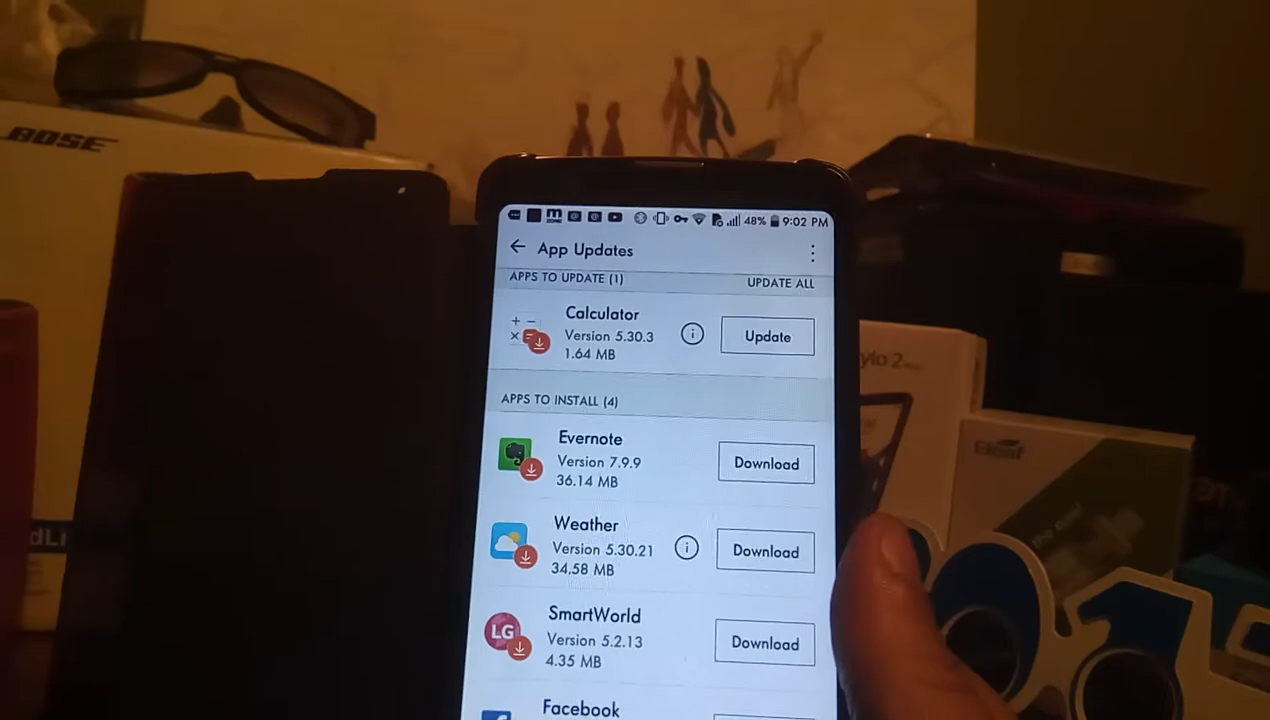 BOSE
48% 9:02 PM
App Updates
APPS TO UPDATE (1) UPDATE ALL
Calculator
Version 5.30.3
1.64 MB
Update
APPS TO INSTALL (4)
Evernote
Version 7.9.9
36.14 MB
Download
Weather
Version 5.30.21
34.58 MB
Download
LG
SmartWorld
Version 5.2.13
4.35 MB
Download
Facebook
ylo 2
Eleaf